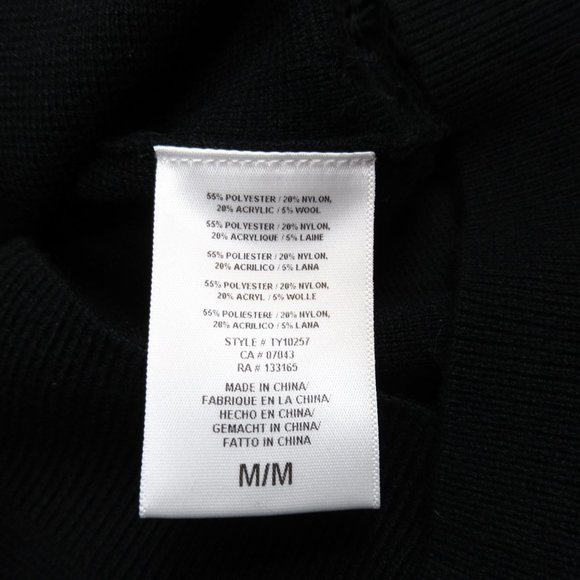 55% POLYESTER / 20% NYLON,
20% ACRYLIC / 5% WOOL
55% POLYESTER / 20% NYLON,
20% ACRYLIQUE / 5% LAINE
55% POLIESTER / 20% NYLON,
20% ACRILICO / 5% LANA
55% POLYESTER / 20% NYLON,
20% ACRYL / 5% WOLLE
55% POLIESTERE / 20% NYLON,
20% ACRILICO / 5% LANA
STYLE # TY10257
CA # 07843
RA # 133165
MADE IN CHINA/
FABRIQUE EN LA CHINA/
HECHO EN CHINA/
GEMACHT IN CHINA/
FATTO IN CHINA/
M/M